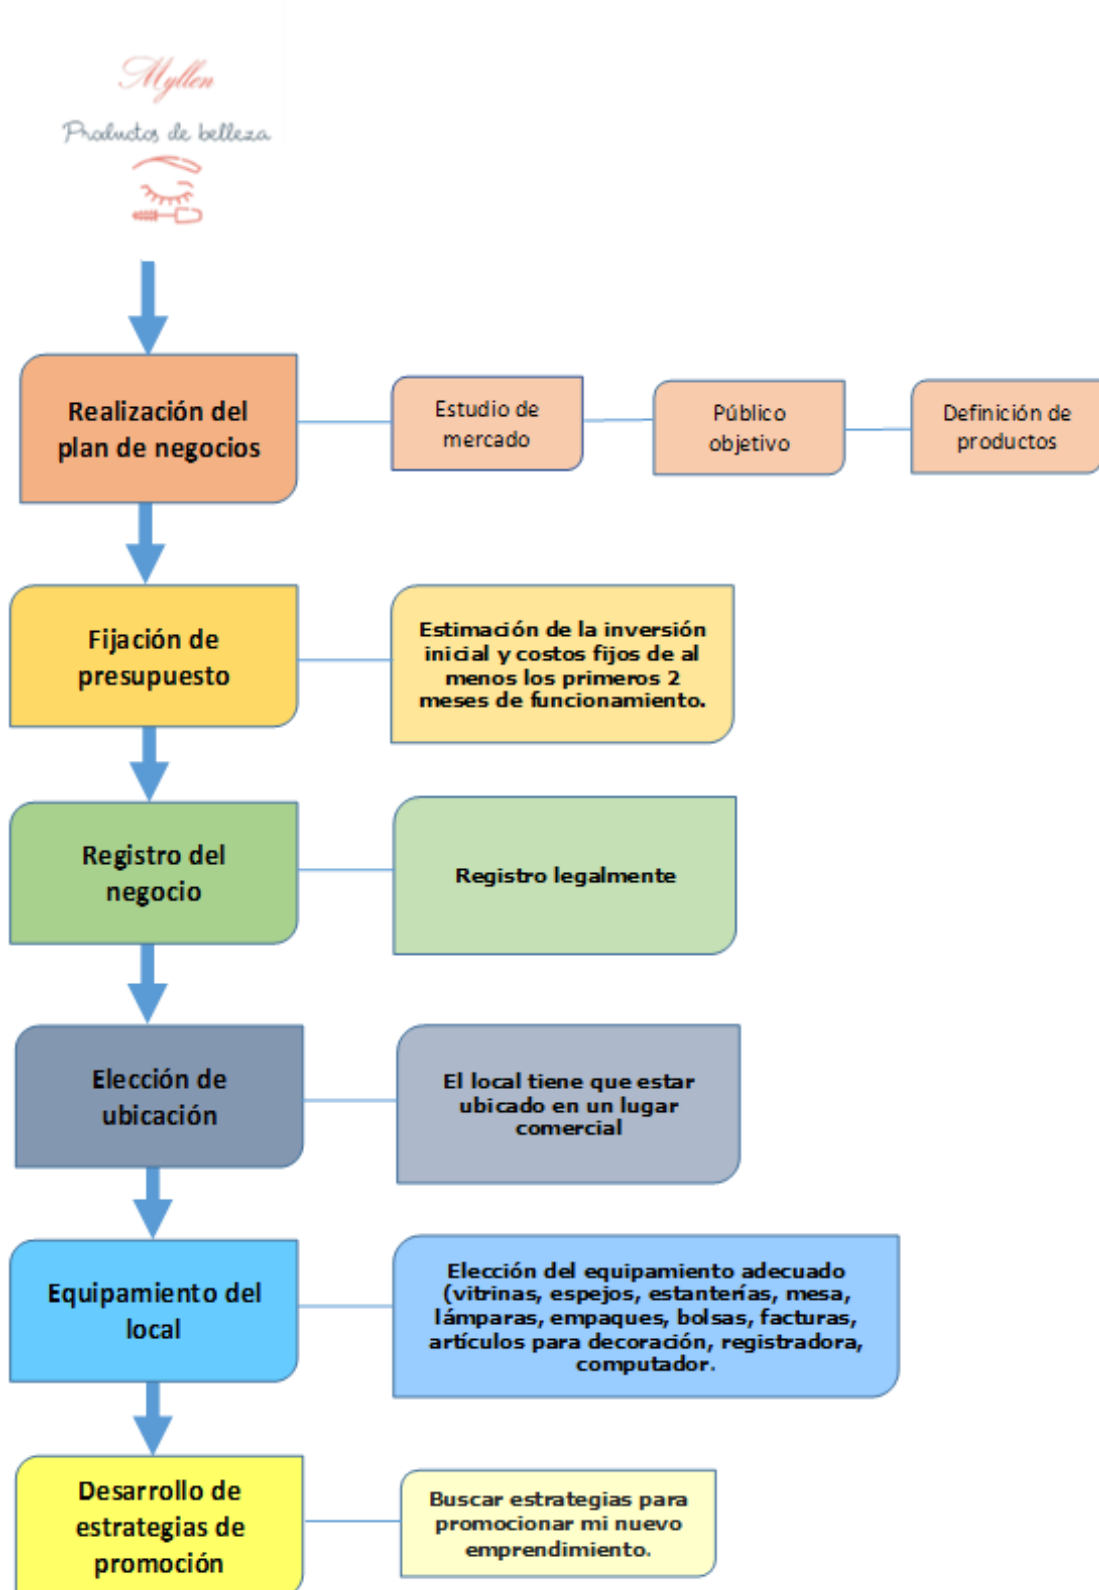 Myllen
Productos de belleza
Realización del
plan de negocios
Estudio de
mercado
Público
objetivo
Definición de
productos
Fijación de
presupuesto
Estimación de la inversión
inicial y costos fijos de al
menos los primeros 2
meses de funcionamiento.
Registro del
negocio
Registro legalmente
Elección de
ubicación
El local tiene que estar
ubicado en un lugar
comercial
Equipamiento del
local
Elección del equipamiento adecuado
(vitrinas, espejos, estanterías, mesa,
lámparas, empaques, bolsas, facturas,
artículos para decoración, registradora,
computador.
Desarrollo de
estrategias de
promoción
Buscar estrategias para
promocionar mi nuevo
emprendimiento.